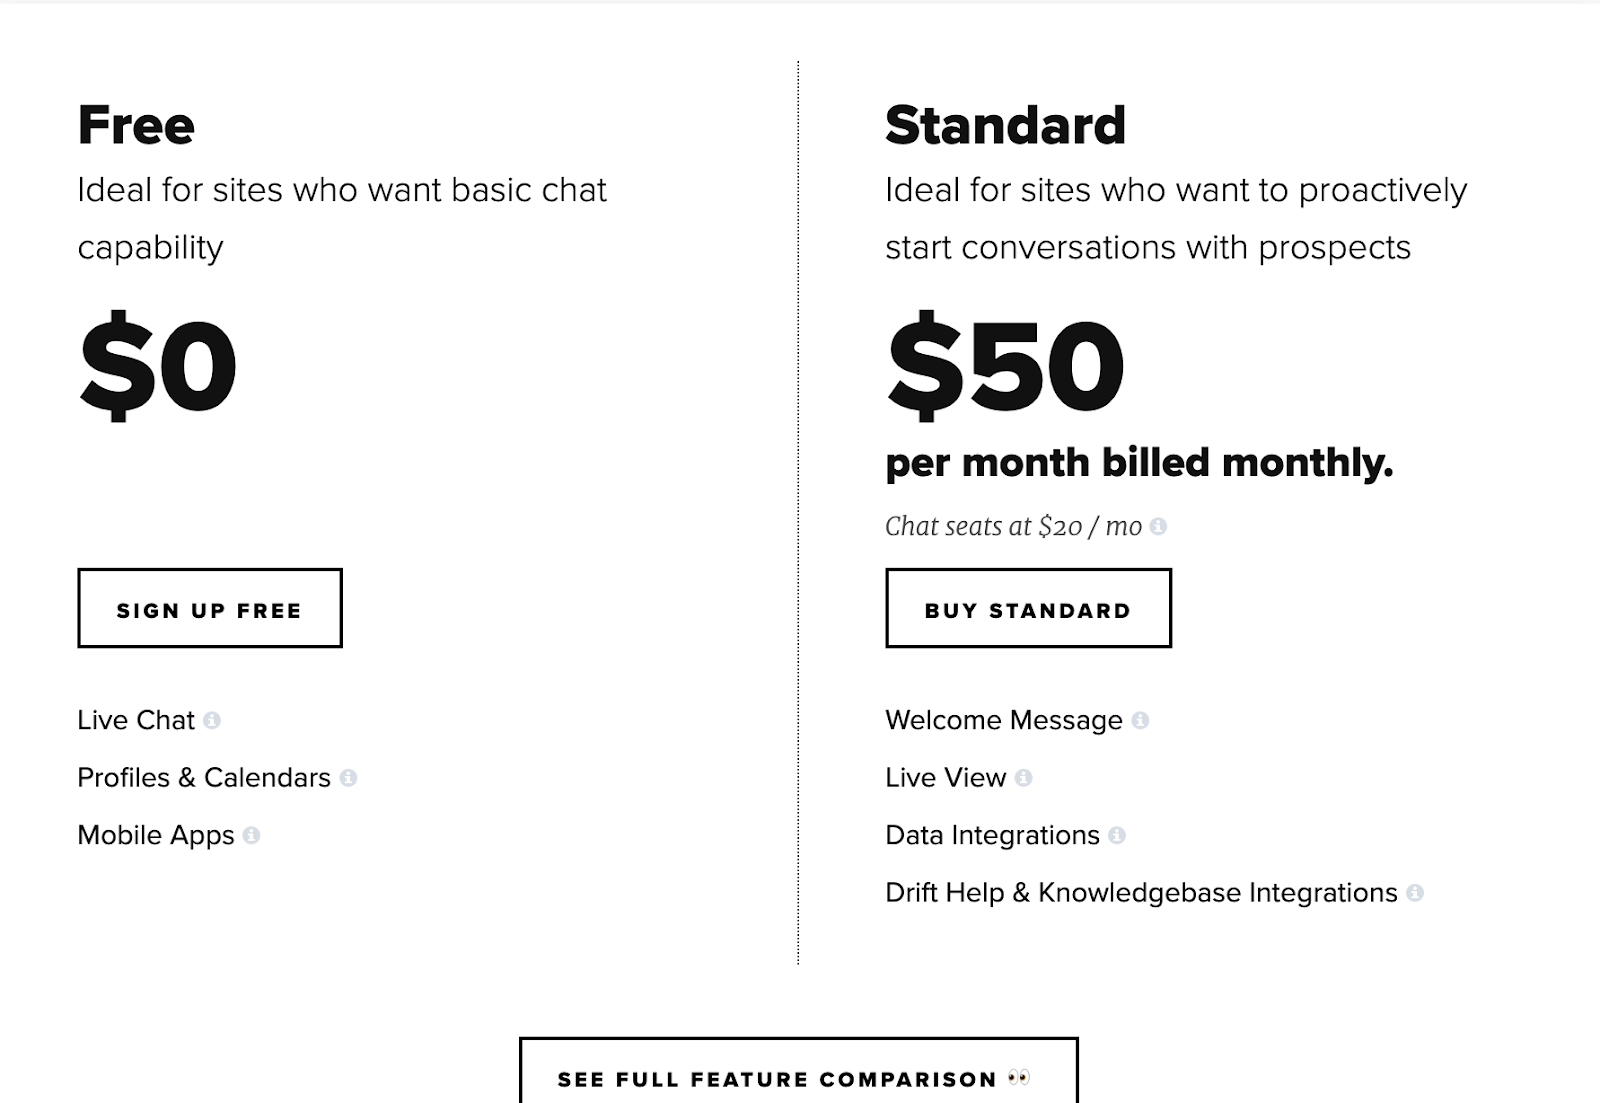 Free
Ideal for sites who want basic chat
capability
$0
SIGN UP FREE
Live Chat
Profiles & Calendars
Mobile Apps
Standard
Ideal for sites who want to proactively
start conversations with prospects
$50
per month billed monthly.
Chat seats at $20 / mo
BUY STANDARD
Welcome Message
Live View
Data Integrations
Drift Help & Knowledgebase Integrations
SEE FULL FEATURE COMPARISON 👀